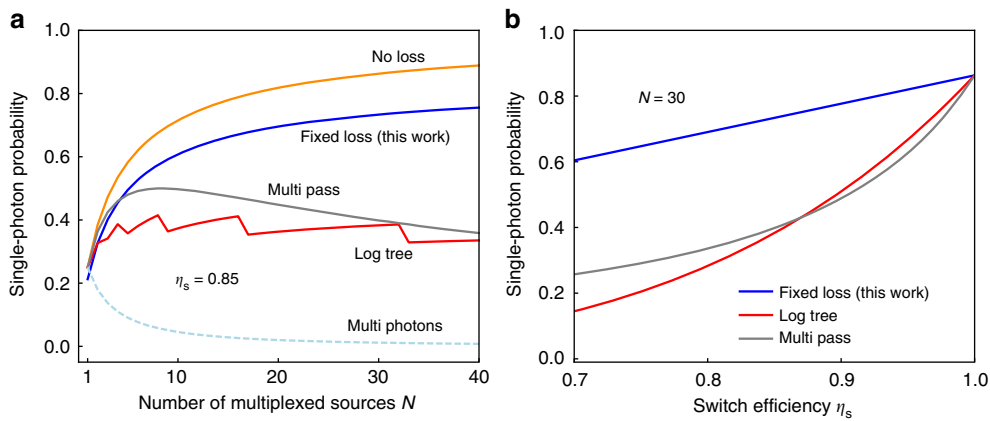 a
Single-photon probability
1.0
0.8
0.6
0.4
0.2
0.0
No loss
Fixed loss (this work)
Multi pass
Log tree
ηs = 0.85
Multi photons
1
10
20
30
40
Number of multiplexed sources N
b
Single-photon probability
1.0
0.8
0.6
0.4
0.2
0.0
N = 30
Fixed loss (this work)
Log tree
Multi pass
0.7
0.8
0.9
1.0
Switch efficiency ηs